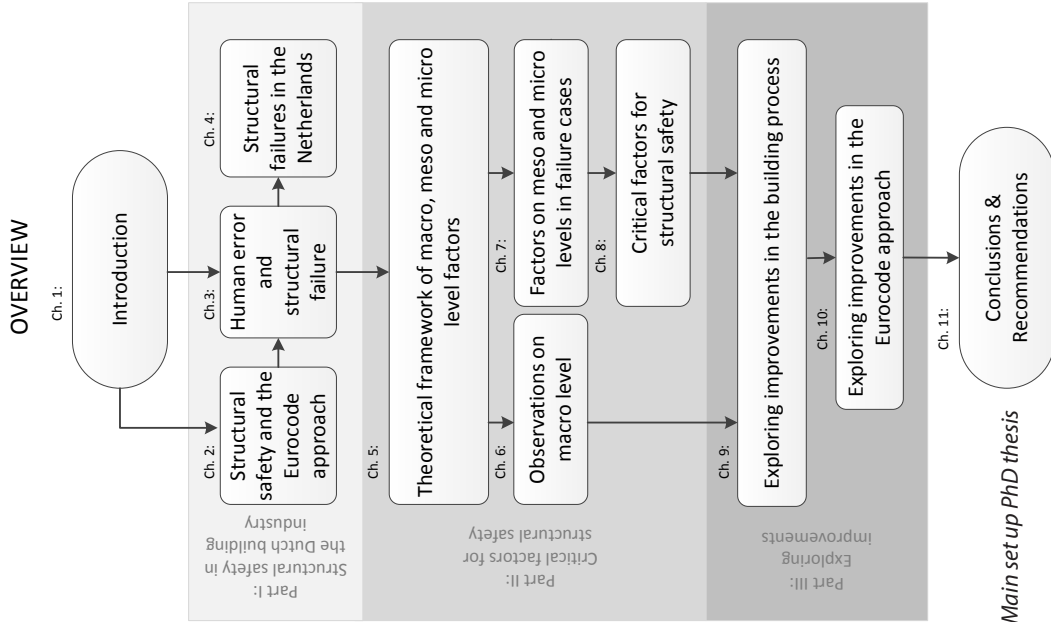 OVERVIEW
Ch. 1:
Introduction
Part I:
Structural safety in
the Dutch building
industry
Ch. 2:
Structural
safety and the
Eurocode
approach
Ch.3:
Human error
and
structural
failure
Ch. 4:
Structural
failures in the
Netherlands
Part II:
Critical factors for
structural safety
Ch. 5:
Theoretical framework of macro, meso and micro
level factors
Ch. 6:
Observations on
macro level
Ch. 7:
Factors on meso and micro
levels in failure cases
Ch. 8:
Critical factors for
structural safety
Part III:
Exploring
improvements
Ch. 9:
Exploring improvements in the building process
Ch. 10:
Exploring improvements in the
Eurocode approach
Ch. 11:
Conclusions &
Recommendations
Main set up PhD thesis